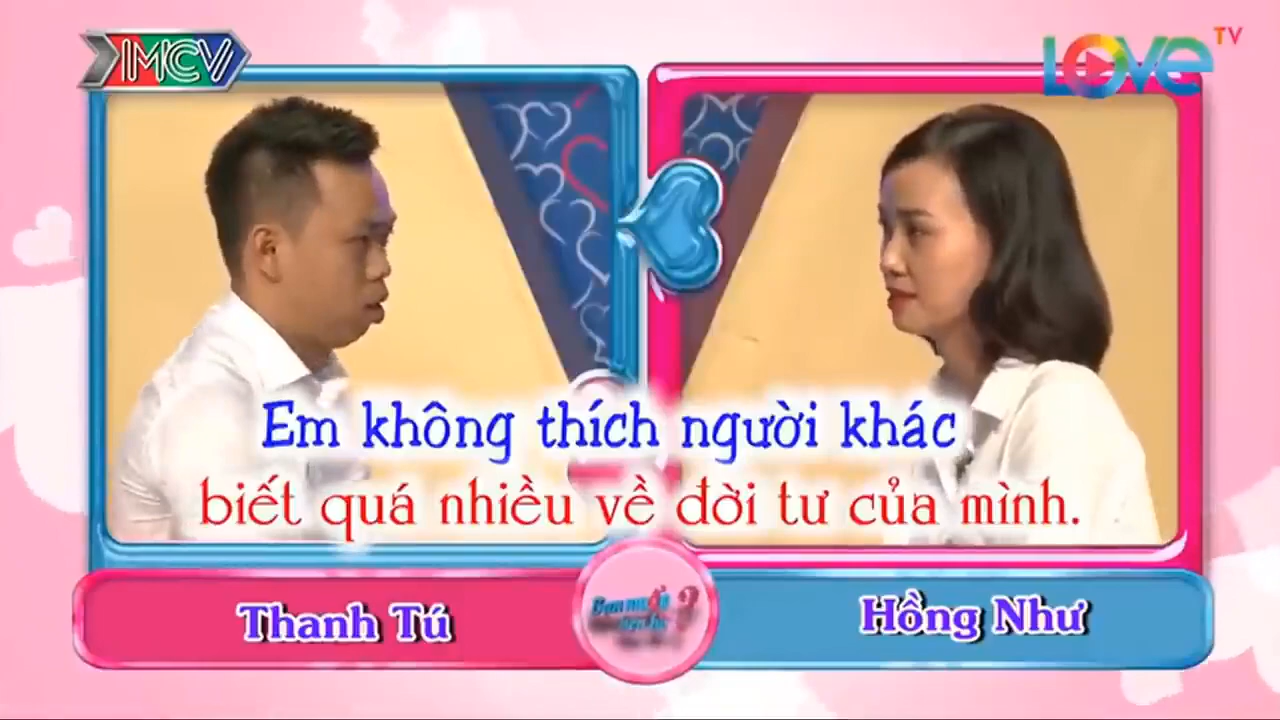 MCV
LOVE TV
Em không thích người khác
biết quá nhiều về đời tư của mình.
Thanh Tú
Hồng Như